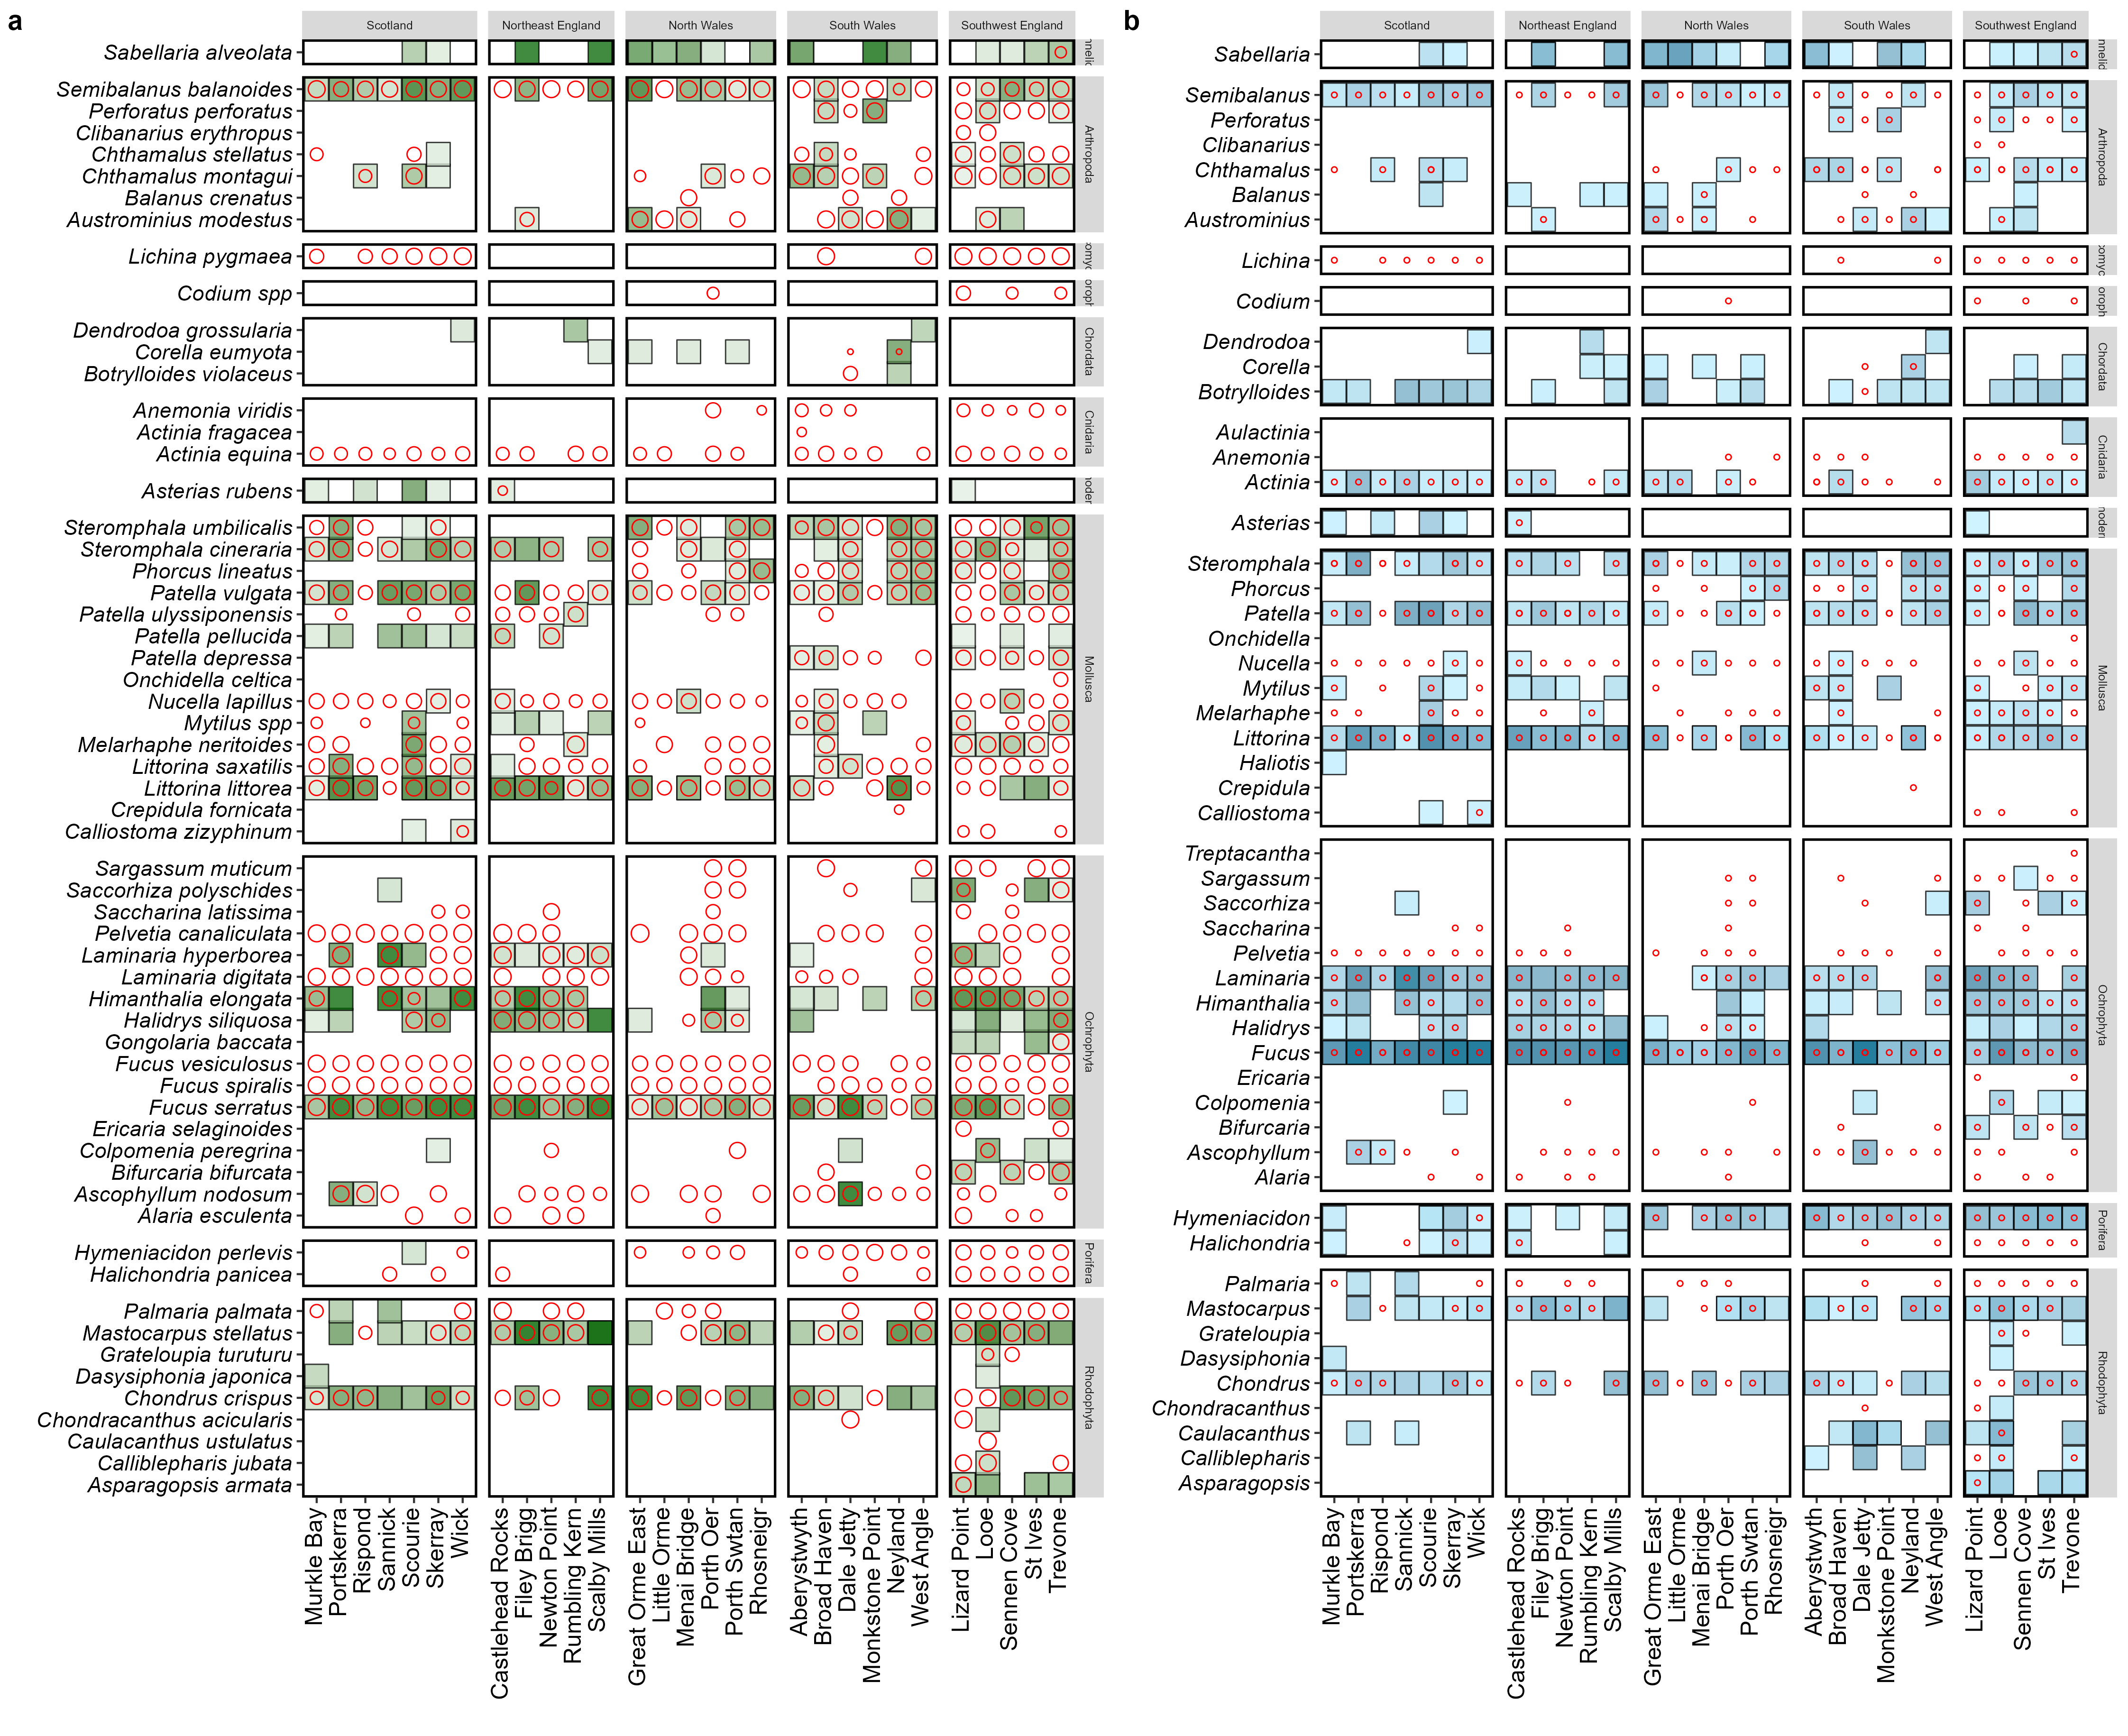 a
Scotland
Northeast England
North Wales
South Wales
Southwest England
Sabellaria alveolata
Semibalanus balanoides
Perforatus perforatus
Clibanarius erythropus
Chthamalus stellatus
Chthamalus montagui
Balanus crenatus
Austrominius modestus
Arthropoda
Lichina pygmaea
Codium spp
Dendrodoa grossularia
Corella eumyota
Botrylloides violaceus
Chordata
Anemonia viridis
Actinia fragacea
Actinia equina
Cnidaria
Asterias rubens
Steromphala umbilicalis
Steromphala cineraria
Phorcus lineatus
Patella vulgata
Patella ulyssiponensis
Patella pellucida
Patella depressa
Onchidella celtica
Nucella lapillus
Mytilus spp
Melarhaphe neritoides
Littorina saxatilis
Littorina littorea
Crepidula fornicata
Calliostoma zizyphinum
Mollusca
Sargassum muticum
Saccorhiza polyschides
Saccharina latissima
Pelvetia canaliculata
Laminaria hyperborea
Laminaria digitata
Himanthalia elongata
Halidrys siliquosa
Gongolaria baccata
Fucus vesiculosus
Fucus spiralis
Fucus serratus
Ericaria selaginoides
Colpomenia peregrina
Bifurcaria bifurcata
Ascophyllum nodosum
Alaria esculenta
Ochrophyta
Hymeniacidon perlevis
Halichondria panicea
Porifera
Palmaria palmata
Mastocarpus stellatus
Grateloupia turuturu
Dasysiphonia japonica
Chondrus crispus
Chondracanthus acicularis
Caulacanthus ustulatus
Calliblepharis jubata
Asparagopsis armata
Rhodophyta
Murkle Bay
Portskerra
Rispond
Sannick
Scourie
Skerray
Wick
Castlehead Rocks
Filey Brigg
Newton Point
Rumbling Kern
Scalby Mills
Great Orme East
Little Orme
Menai Bridge
Porth Oer
Porth Swtan
Rhosneigr
Aberystwyth
Broad Haven
Dale Jetty
Monkstone Point
Neyland
West Angle
Lizard Point
Looe
Sennen Cove
St Ives
Trevone
b
Scotland
Northeast England
North Wales
South Wales
Southwest England
Sabellaria
Semibalanus
Perforatus
Clibanarius
Chthamalus
Balanus
Austrominius
Arthropoda
Lichina
Codium
Dendrodoa
Corella
Botrylloides
Chordata
Aulactinia
Anemonia
Actinia
Cnidaria
Asterias
Steromphala
Phorcus
Patella
Onchidella
Nucella
Mytilus
Melarhaphe
Littorina
Haliotis
Crepidula
Calliostoma
Mollusca
Treptacantha
Sargassum
Saccorhiza
Saccharina
Pelvetia
Laminaria
Himanthalia
Halidrys
Fucus
Ericaria
Colpomenia
Bifurcaria
Ascophyllum
Alaria
Ochrophyta
Hymeniacidon
Halichondria
Porifera
Palmaria
Mastocarpus
Grateloupia
Dasysiphonia
Chondrus
Chondracanthus
Caulacanthus
Calliblepharis
Asparagopsis
Rhodophyta
Murkle Bay
Portskerra
Rispond
Sannick
Scourie
Skerray
Wick
Castlehead Rocks
Filey Brigg
Newton Point
Rumbling Kern
Scalby Mills
Great Orme East
Little Orme
Menai Bridge
Porth Oer
Porth Swtan
Rhosneigr
Aberystwyth
Broad Haven
Dale Jetty
Monkstone Point
Neyland
West Angle
Lizard Point
Looe
Sennen Cove
St Ives
Trevone